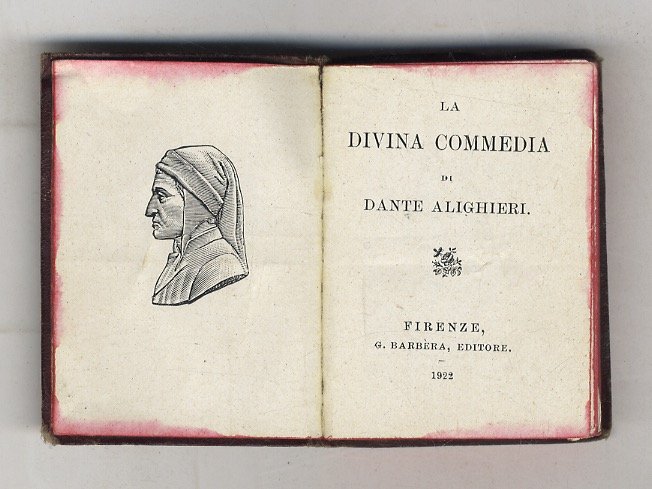 LA
DIVINA COMMEDIA
DI
DANTE ALIGHIERI.
FIRENZE,
G. BARBÈRA, EDITORE.
–
1922